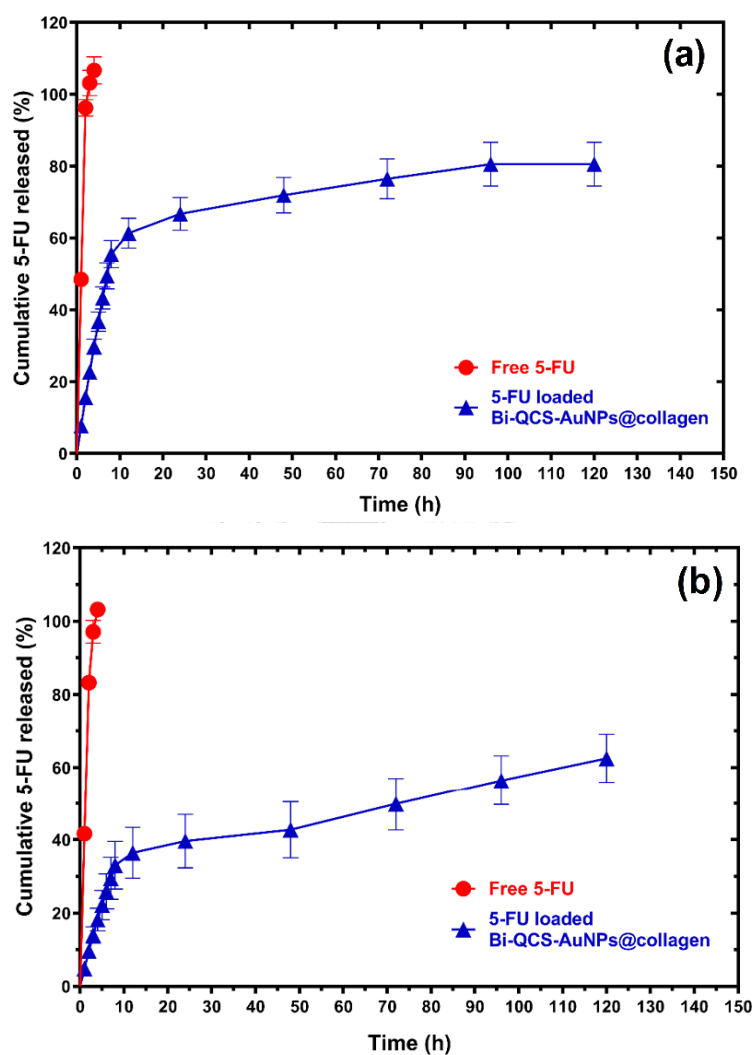 (a)
Cumulative 5-FU released (%)
120
100
80
60
40
20
0
Free 5-FU
5-FU loaded
Bi-QCS-AuNPs@collagen
0 10 20 30 40 50 60 70 80 90 100 110 120 130 140 150
Time (h)
(b)
Cumulative 5-FU released (%)
120
100
80
60
40
20
0
Free 5-FU
5-FU loaded
Bi-QCS-AuNPs@collagen
0 10 20 30 40 50 60 70 80 90 100 110 120 130 140 150
Time (h)